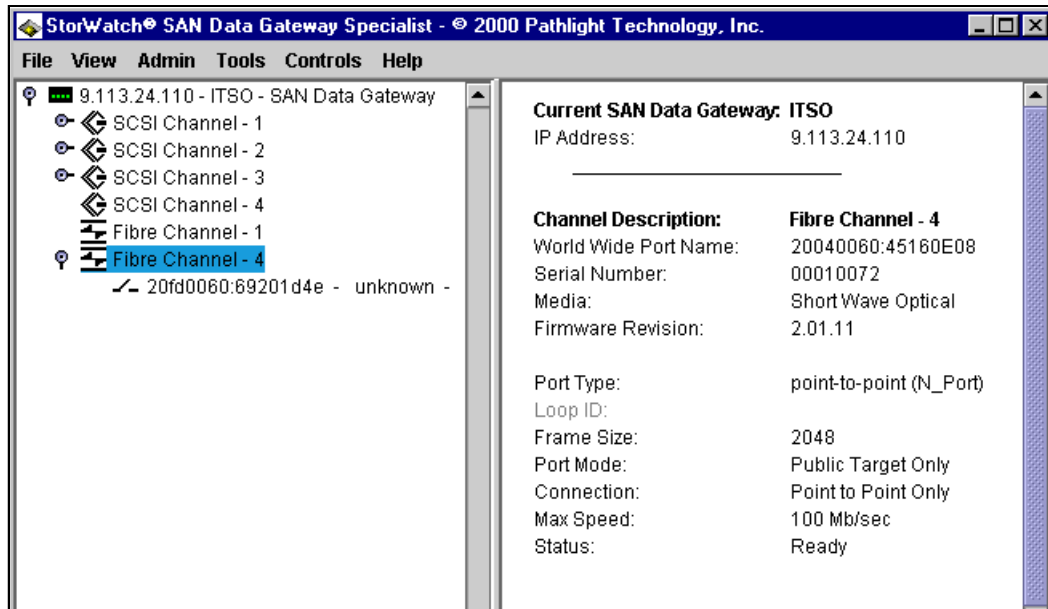 StorWatch® SAN Data Gateway Specialist - © 2000 Pathlight Technology, Inc.
File View Admin Tools Controls Help
9.113.24.110 - ITSO - SAN Data Gateway
SCSI Channel - 1
SCSI Channel - 2
SCSI Channel - 3
SCSI Channel - 4
Fibre Channel - 1
Fibre Channel - 4
20fd0060:69201d4e - unknown -
Current SAN Data Gateway: ITSO
IP Address: 9.113.24.110
Channel Description: Fibre Channel - 4
World Wide Port Name: 20040060:45160E08
Serial Number: 00010072
Media: Short Wave Optical
Firmware Revision: 2.01.11
Port Type: point-to-point (N_Port)
Loop ID:
Frame Size: 2048
Port Mode: Public Target Only
Connection: Point to Point Only
Max Speed: 100 Mb/sec
Status: Ready